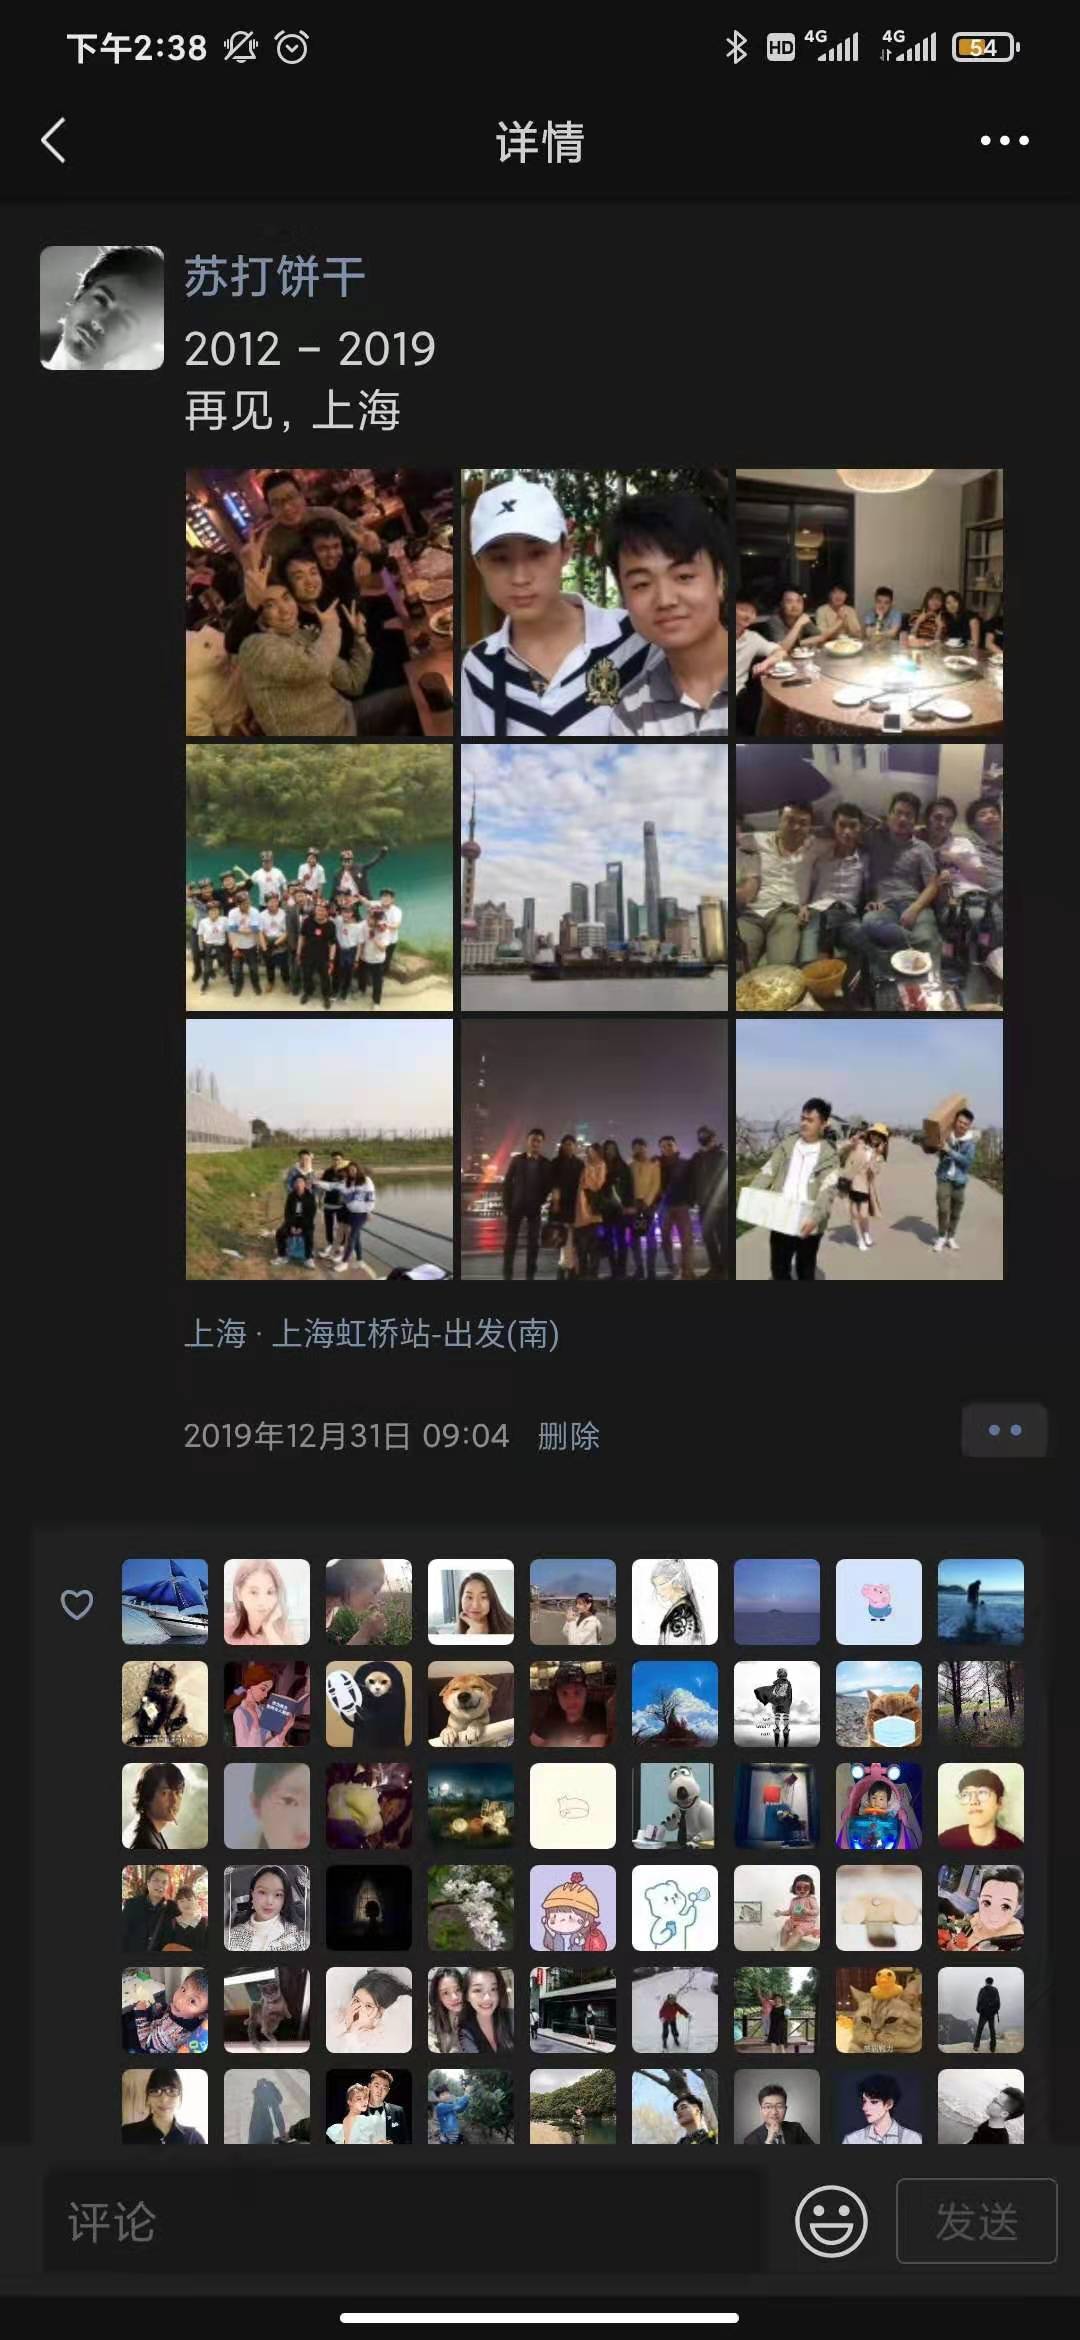 下午2:38
HD 4G 4G 54
详情
苏打饼干
2012 - 2019
再见, 上海
上海 · 上海虹桥站-出发(南)
2019年12月31日 09:04 删除
评论
发送